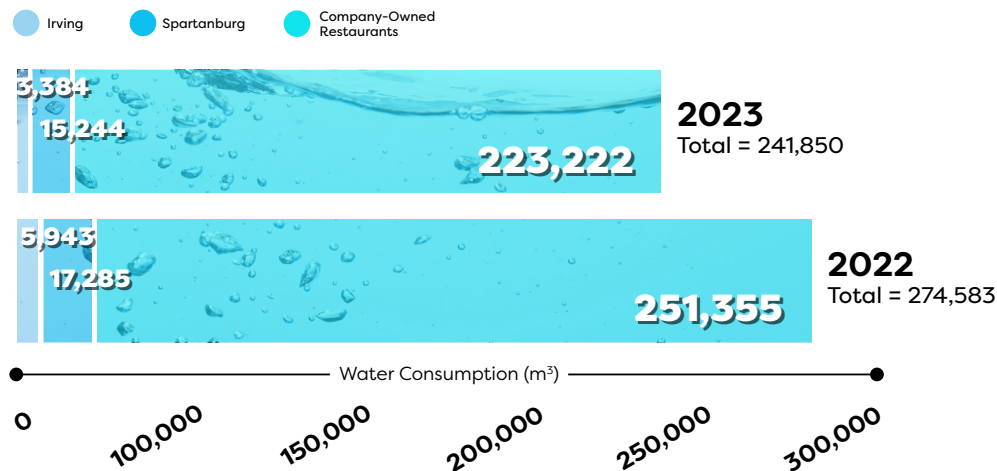 Irving
Spartanburg
Company-Owned
Restaurants
3,384
15,244
223,222
2023
Total = 241,850
5,943
17,285
251,355
2022
Total = 274,583
Water Consumption (m³)
0
100,000
150,000
200,000
250,000
300,000